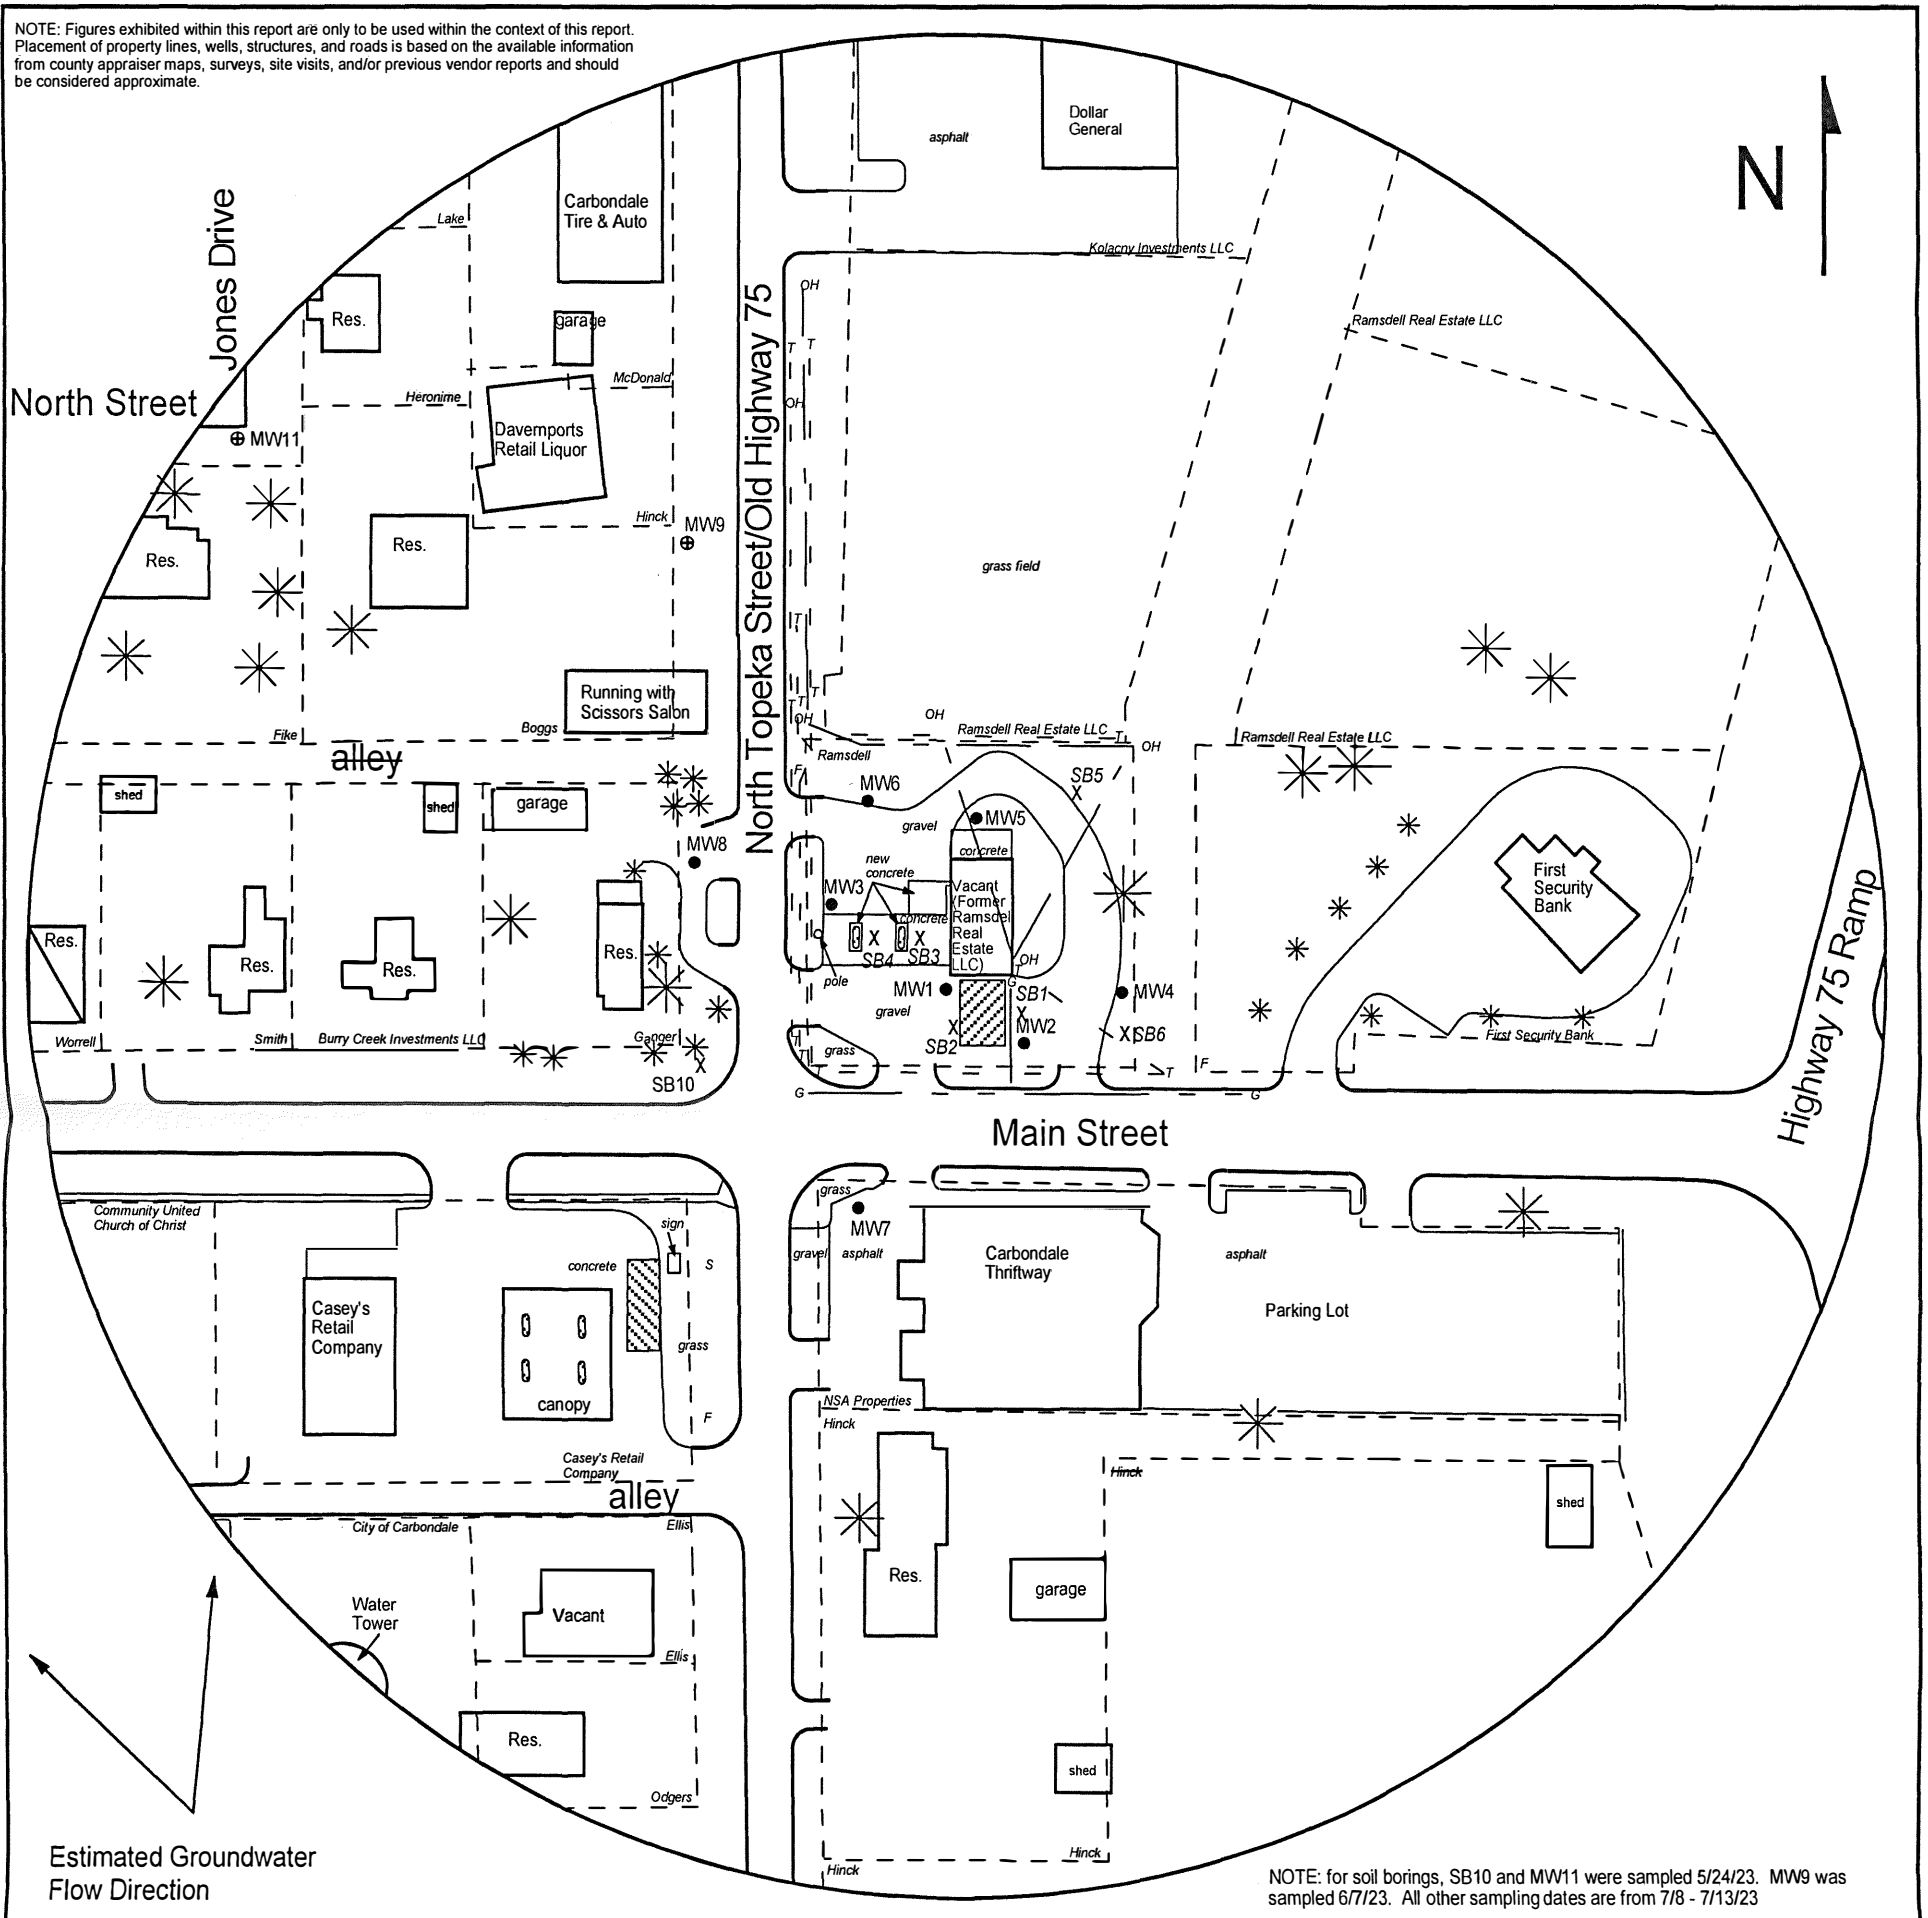 NOTE: Figures exhibited within this report are only to be used within the context of this report.
Placement of property lines, wells, structures, and roads is based on the available information
from county appraiser maps, surveys, site visits, and/or previous vendor reports and should
be considered approximate.
N
Dollar
General
asphalt
Carbondale
Tire & Auto
Lake
Jones Drive
Kolacny Investments LLC
North Topeka Street/Old Highway 75
OH
Res.
garage
Ramsdell Real Estate LLC
T
T
McDonald
Heronime
OH
North Street
MW11
Davemports
Retail Liquor
Hinck
MW9
Res.
Res.
grass field
T
Running with
Scissors Salon
T
T
T
OH
OH
Fike
Boggs
Ramsdell Real Estate LLC
T
OH
Ramsdell Real Estate LLC
alley
Ramsdell
F
SB5
MW6
shed
shed
garage
MW5
gravel
MW8
concrete
new
concrete
MW3
Vacant
(Former
Ramsdel
Real
Estate
LLC)
concrete
First
Security
Bank
Highway 75 Ramp
Res.
Res.
Res.
Res.
X
X
SB4
SB3
OH
T
G
pole
MW1
SB1
MW4
gravel
X
X
MW2
X
SB6
SB2
Worrell
Smith
Burry Creek Investments LLC
Ganger
T
T
grass
First Security Bank
X
SB10
T
T
F
G
G
Main Street
Community United
Church of Christ
sign
grass
MW7
gravel
asphalt
Carbondale
Thriftway
asphalt
concrete
S
Casey's
Retail
Company
Parking Lot
grass
canopy
F
NSA Properties
Hinck
Casey's Retail
Company
Hinck
alley
City of Carbondale
Ellis
shed
Res.
garage
Water
Tower
Vacant
Ellis
Res.
shed
Odgers
Hinck
Hinck
Estimated Groundwater
Flow Direction
NOTE: for soil borings, SB10 and MW11 were sampled 5/24/23. MW9 was
sampled 6/7/23. All other sampling dates are from 7/8 - 7/13/23